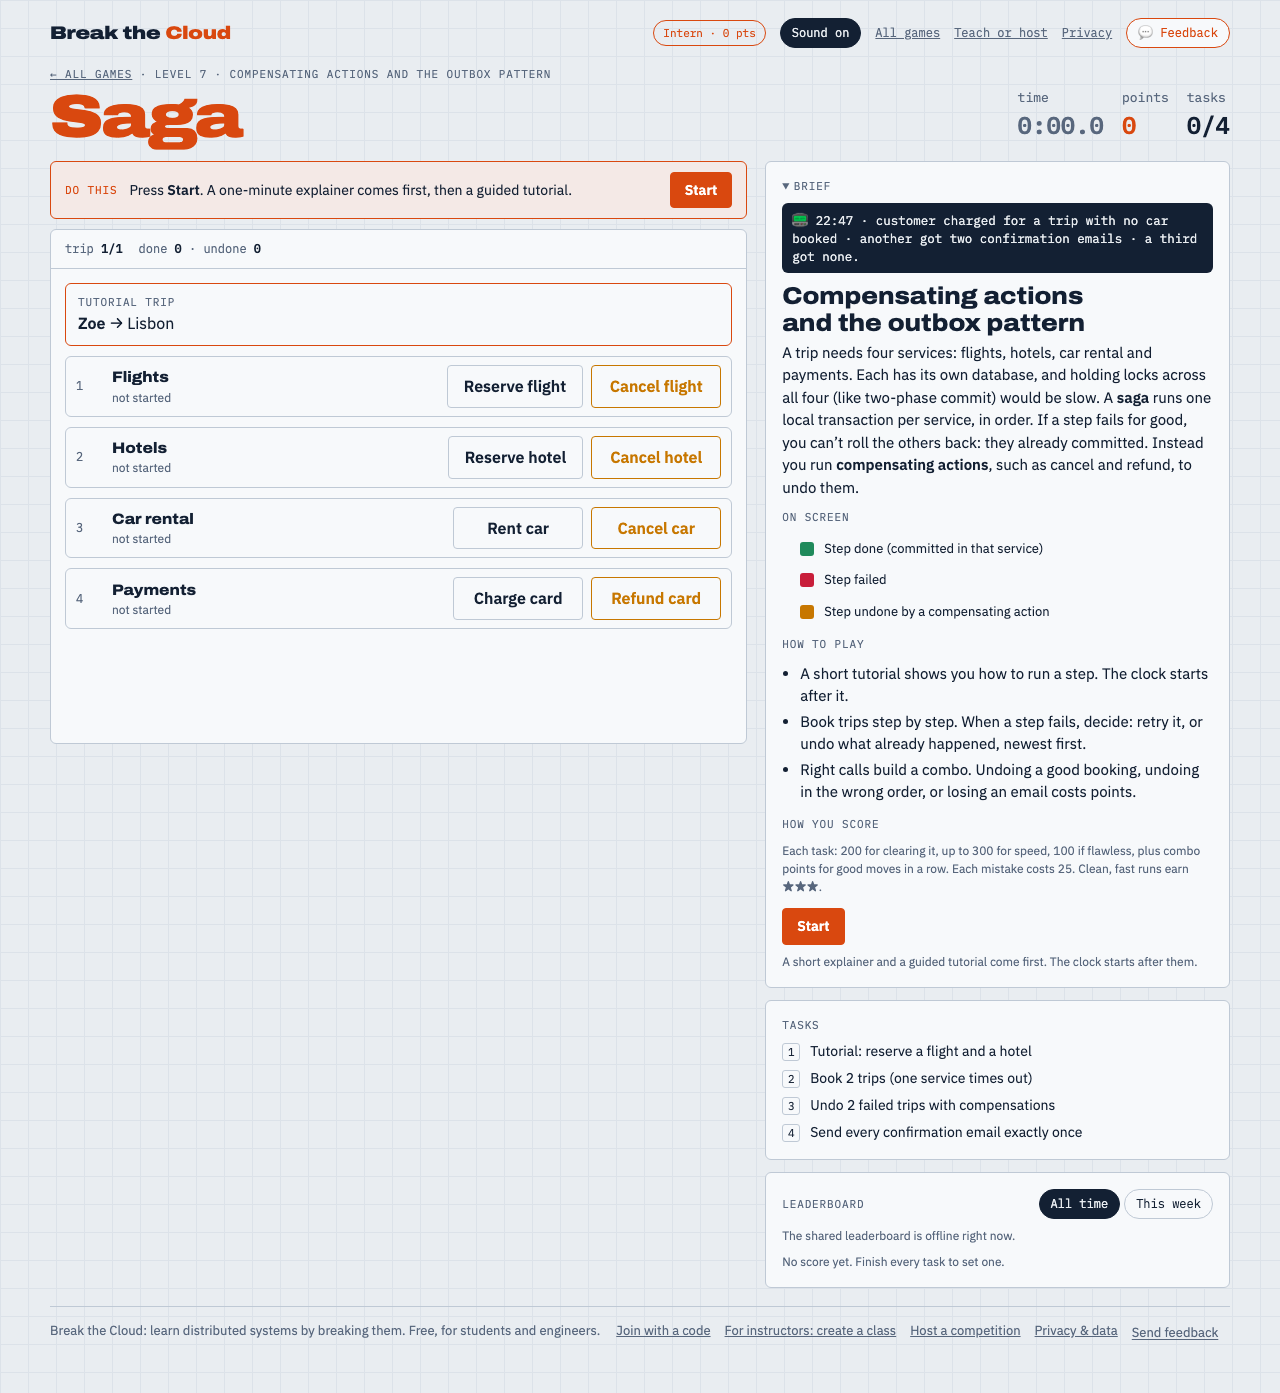 Break the Cloud
Intern · 0 pts
Sound on
All games
Teach or host
Privacy
💬 Feedback
← ALL GAMES · LEVEL 7 · COMPENSATING ACTIONS AND THE OUTBOX PATTERN
Saga
time
0:00.0
points
0
tasks
0/4
DO THIS Press Start. A one-minute explainer comes first, then a guided tutorial.
Start
trip 1/1 done 0 · undone 0
TUTORIAL TRIP
Zoe → Lisbon
1
Flights
not started
Reserve flight
Cancel flight
2
Hotels
not started
Reserve hotel
Cancel hotel
3
Car rental
not started
Rent car
Cancel car
4
Payments
not started
Charge card
Refund card
▼ BRIEF
22:47 · customer charged for a trip with no car
booked · another got two confirmation emails · a third
got none.
Compensating actions
and the outbox pattern
A trip needs four services: flights, hotels, car rental and
payments. Each has its own database, and holding locks across
all four (like two-phase commit) would be slow. A saga runs one
local transaction per service, in order. If a step fails for good,
you can’t roll the others back: they already committed. Instead
you run compensating actions, such as cancel and refund, to
undo them.
ON SCREEN
Step done (committed in that service)
Step failed
Step undone by a compensating action
HOW TO PLAY
• A short tutorial shows you how to run a step. The clock starts
after it.
• Book trips step by step. When a step fails, decide: retry it, or
undo what already happened, newest first.
• Right calls build a combo. Undoing a good booking, undoing
in the wrong order, or losing an email costs points.
HOW YOU SCORE
Each task: 200 for clearing it, up to 300 for speed, 100 if flawless, plus combo
points for good moves in a row. Each mistake costs 25. Clean, fast runs earn
★★★.
Start
A short explainer and a guided tutorial come first. The clock starts after them.
TASKS
1 Tutorial: reserve a flight and a hotel
2 Book 2 trips (one service times out)
3 Undo 2 failed trips with compensations
4 Send every confirmation email exactly once
LEADERBOARD
All time
This week
The shared leaderboard is offline right now.
No score yet. Finish every task to set one.
Break the Cloud: learn distributed systems by breaking them. Free, for students and engineers.
Join with a code
For instructors: create a class
Host a competition
Privacy & data
Send feedback